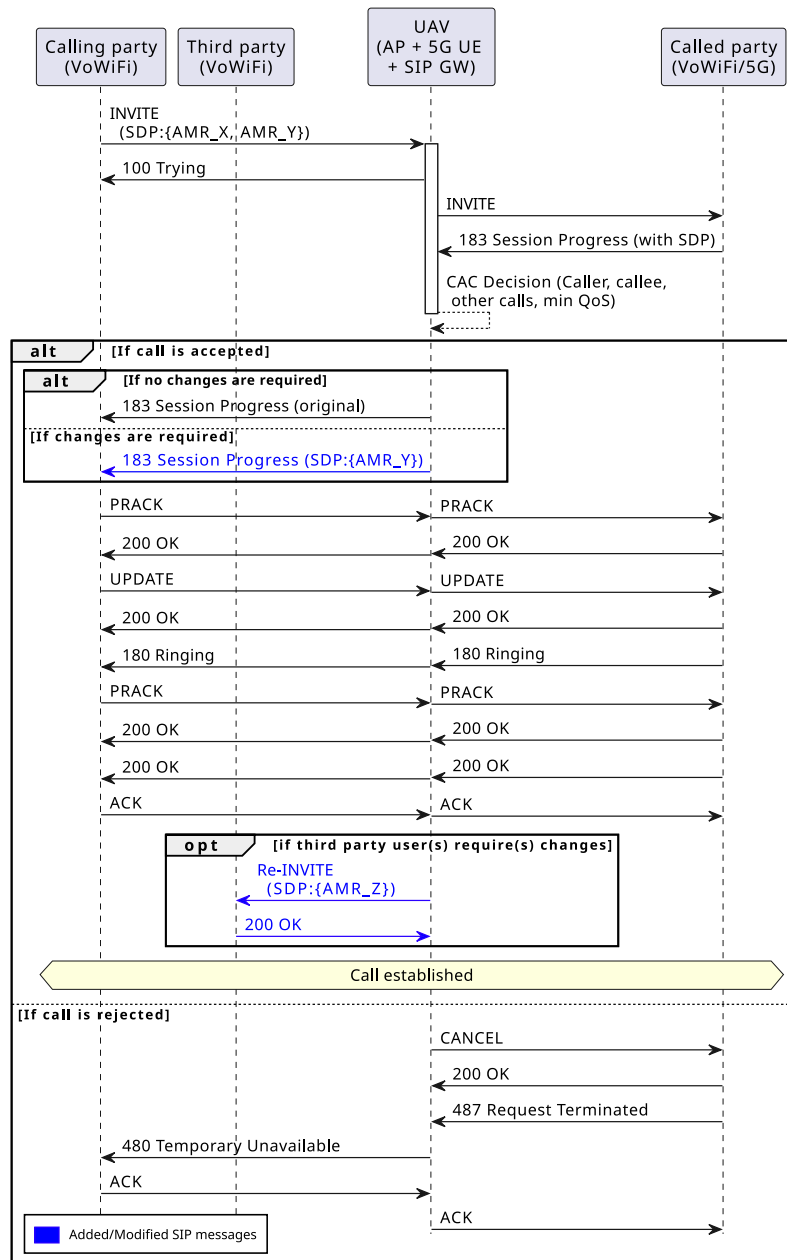 Calling party
(VoWiFi)
Third party
(VoWiFi)
UAV
(AP + 5G UE
+ SIP GW)
Called party
(VoWiFi/5G)
INVITE
(SDP:{AMR_X, AMR_Y})
100 Trying
INVITE
183 Session Progress (with SDP)
CAC Decision (Caller, callee,
other calls, min QoS)
alt [If call is accepted]
alt [If no changes are required]
183 Session Progress (original)
[If changes are required]
183 Session Progress (SDP:{AMR_Y})
PRACK PRACK
200 OK 200 OK
UPDATE UPDATE
200 OK 200 OK
180 Ringing 180 Ringing
PRACK PRACK
200 OK 200 OK
200 OK 200 OK
ACK ACK
opt [if third party user(s) require(s) changes]
Re-INVITE
(SDP:{AMR_Z})
200 OK
Call established
[If call is rejected]
CANCEL
200 OK
487 Request Terminated
480 Temporary Unavailable
ACK
ACK
Added/Modified SIP messages